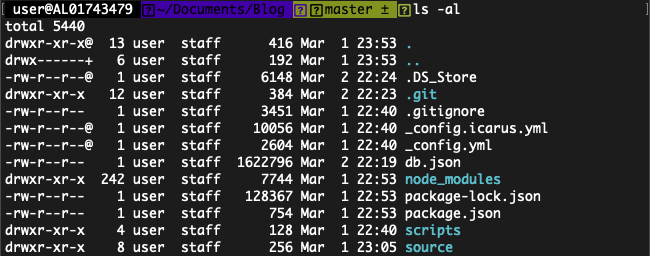 user@AL01743479 ~/Documents/Blog master ± ls -al
total 5440
drwxr-xr-x@ 13 user staff 416 Mar 1 23:53 .
drwx------+ 6 user staff 192 Mar 1 23:53 ..
-rw-r--r--@ 1 user staff 6148 Mar 2 22:24 .DS_Store
drwxr-xr-x 12 user staff 384 Mar 2 22:23 .git
-rw-r--r-- 1 user staff 3451 Mar 1 22:40 .gitignore
-rw-r--r--@ 1 user staff 10056 Mar 1 22:40 _config.icarus.yml
-rw-r--r--@ 1 user staff 2604 Mar 1 22:40 _config.yml
-rw-r--r-- 1 user staff 1622796 Mar 2 22:19 db.json
drwxr-xr-x 242 user staff 7744 Mar 1 22:53 node_modules
-rw-r--r-- 1 user staff 128367 Mar 1 22:53 package-lock.json
-rw-r--r-- 1 user staff 754 Mar 1 22:53 package.json
drwxr-xr-x 4 user staff 128 Mar 1 22:40 scripts
drwxr-xr-x 8 user staff 256 Mar 1 23:05 source